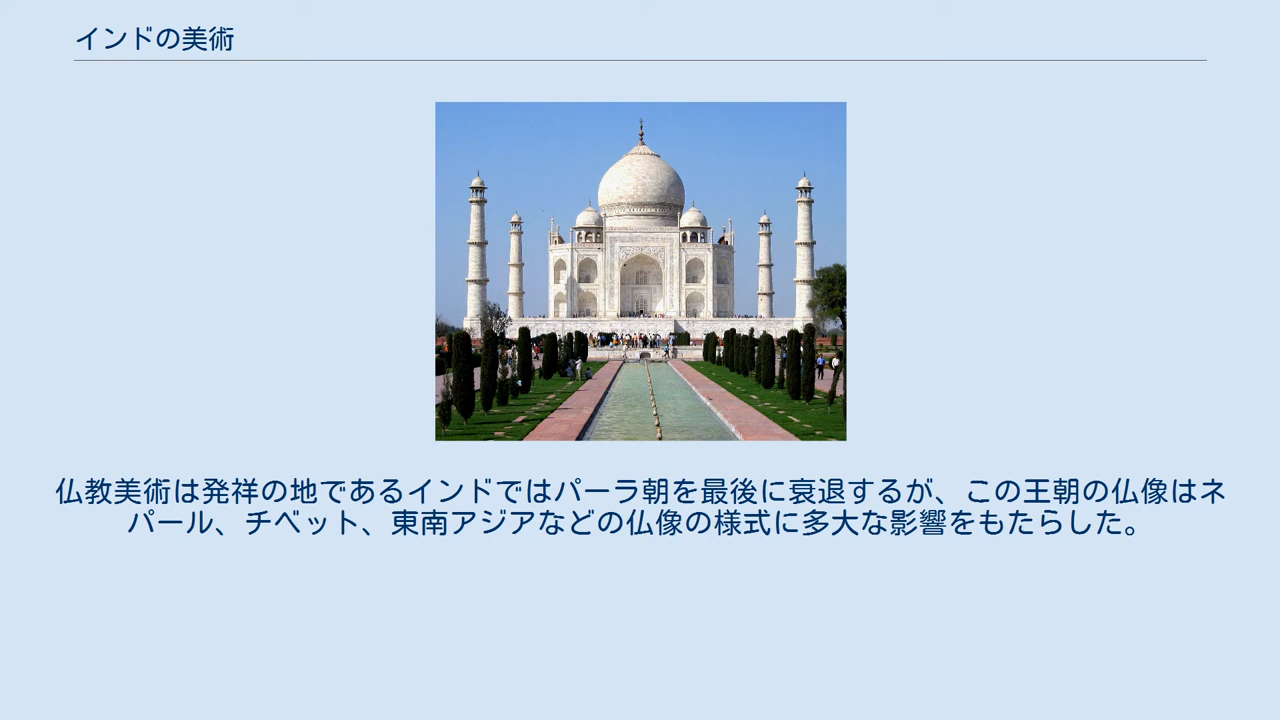 インドの美術
仏教美術は発祥の地であるインドではパーラ朝を最後に衰退するが、この王朝の仏像はネ
パール、チベット、東南アジアなどの仏像の様式に多大な影響をもたらした。